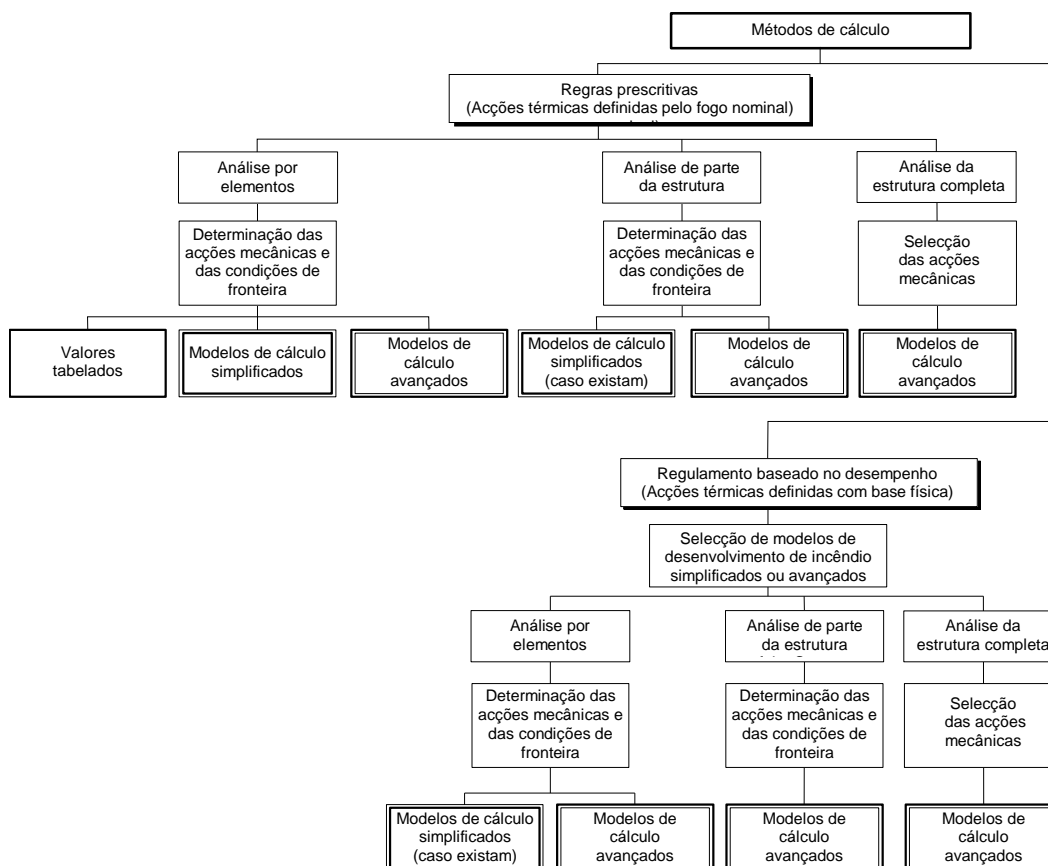 Métodos de cálculo
Regras prescritivas
(Acções térmicas definidas pelo fogo nominal)
Análise por
elementos
Análise de parte
da estrutura
Análise da
estrutura completa
Determinação das
acções mecânicas e
das condições de
fronteira
Determinação das
acções mecânicas e
das condições de
fronteira
Selecção
das acções
mecânicas
Valores
tabelados
Modelos de cálculo
simplificados
Modelos de
cálculo
avançados
Modelos de cálculo
simplificados
(caso existam)
Modelos de
cálculo
avançados
Modelos de
cálculo
avançados
Regulamento baseado no desempenho
(Acções térmicas definidas com base física)
Selecção de modelos de
desenvolvimento de incêndio
simplificados ou avançados
Análise por
elementos
Análise de parte
da estrutura
Análise da
estrutura completa
Determinação das
acções mecânicas e
das condições de
fronteira
Determinação das
acções mecânicas e
das condições de
fronteira
Selecção
das acções
mecânicas
Modelos de cálculo
simplificados
(caso existam)
Modelos de
cálculo
avançados
Modelos de
cálculo
avançados
Modelos de
cálculo
avançados